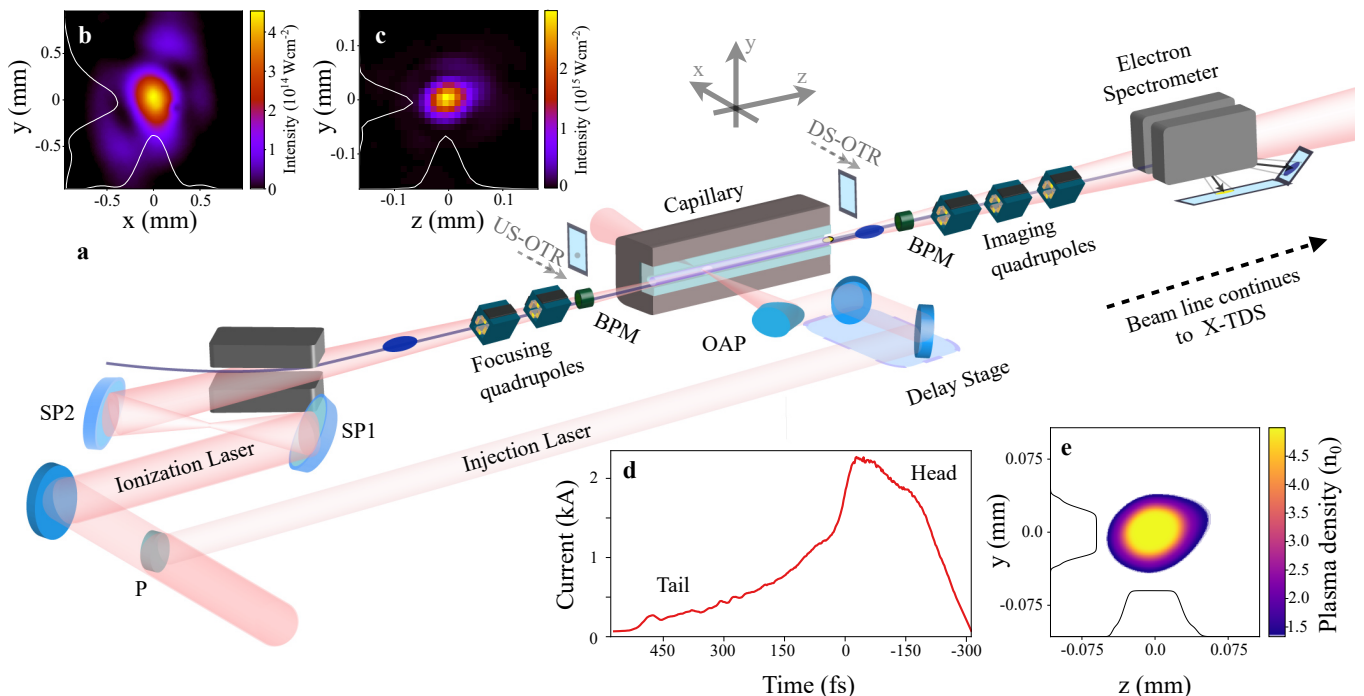 b
y (mm)
0.5
0
-0.5
-0.5
0
0.5
x (mm)
4
3
2
1
0
Intensity (10¹⁴ Wcm⁻²)
c
y (mm)
0.1
0
-0.1
-0.1
0
0.1
z (mm)
2
1
0
Intensity (10¹⁵ Wcm⁻²)
y
x
z
Electron
Spectrometer
DS-OTR
Capillary
a
US-OTR
BPM
Imaging
quadrupoles
Beam line continues
to X-TDS
BPM
OAP
Focusing
quadrupoles
Delay Stage
SP2
SP1
Ionization Laser
Injection Laser
P
d
Head
Tail
Current (kA)
2
1
0
450
300
150
0
-150
-300
Time (fs)
e
y (mm)
0.075
0.0
-0.075
-0.075
0.0
0.075
z (mm)
4.5
4.0
3.5
3.0
2.5
2.0
1.5
Plasma density (n₀)